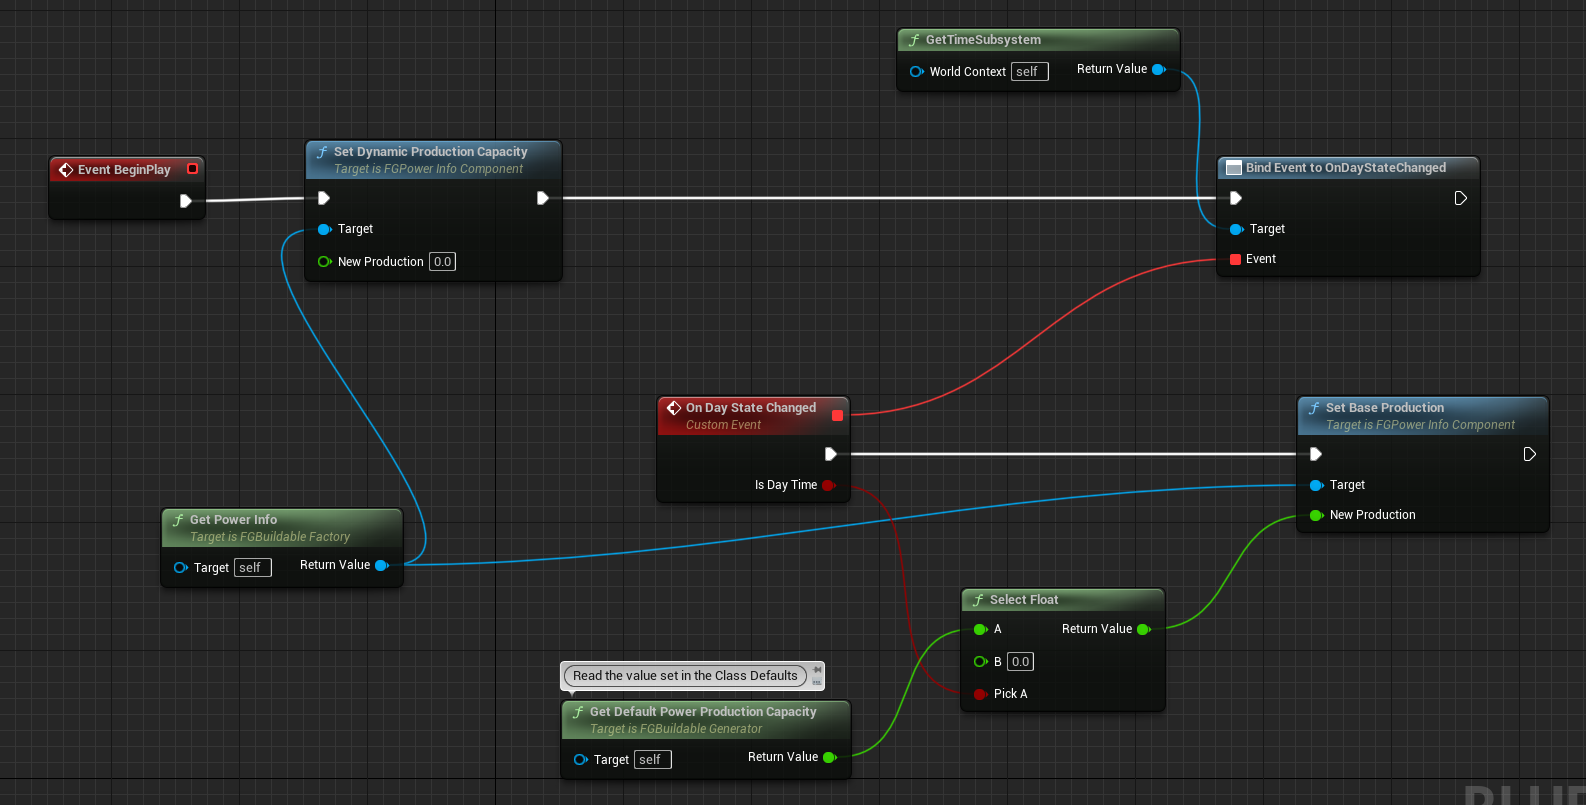 GetTimeSubsystem
World Context self Return Value
Event BeginPlay
Set Dynamic Production Capacity
Target is FGPower Info Component
Target
New Production 0.0
Bind Event to OnDayStateChanged
Target
Event
On Day State Changed
Custom Event
Is Day Time
Set Base Production
Target is FGPower Info Component
Target
New Production
Get Power Info
Target is FGBuildable Factory
Target self Return Value
Select Float
A Return Value
B 0.0
Pick A
Read the value set in the Class Defaults
Get Default Power Production Capacity
Target is FGBuildable Generator
Target self Return Value